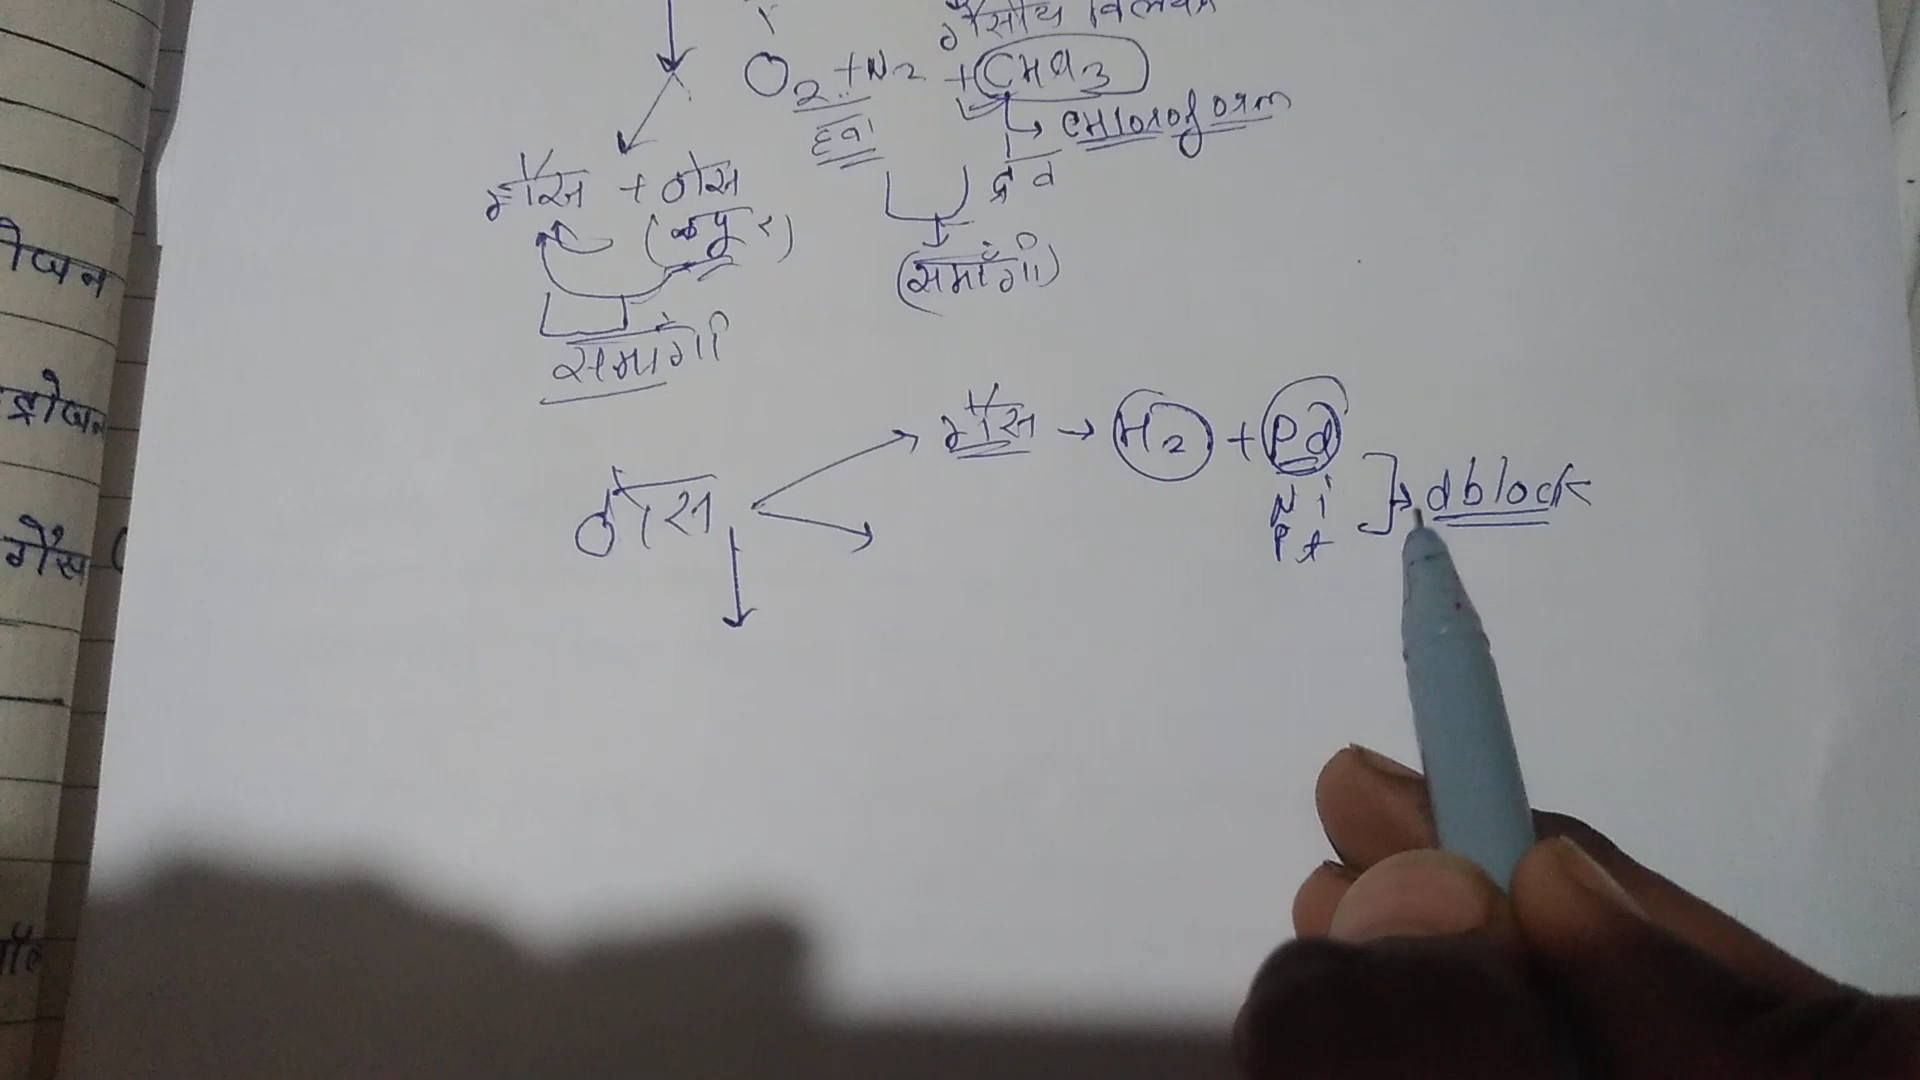 गैसीय विलयन
O2 + N2 + CHCl3
हवा
→ CHloroform
द्रव
गैस + ठोस
(कपूर)
(समांगी)
समांगी
ठोस
गैस → H2 + Pd
Ni
Pt
→ d block
गैस